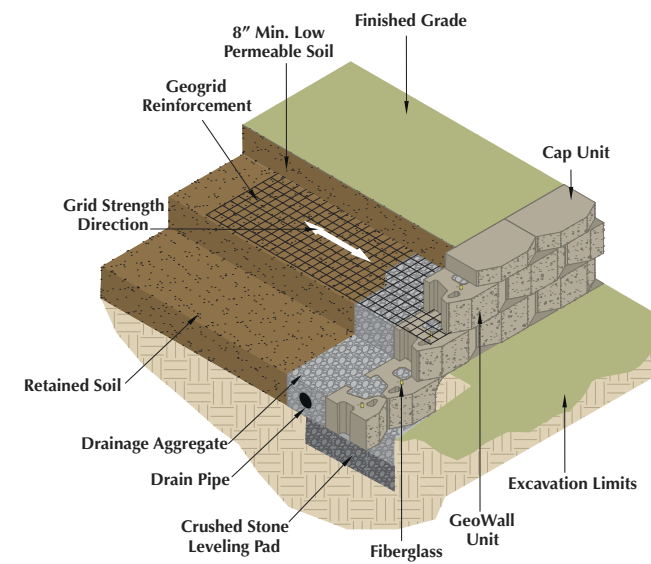 Finished Grade
8″ Min. Low
Permeable Soil
Geogrid
Reinforcement
Cap Unit
Grid Strength
Direction
Retained Soil
Drainage Aggregate
Drain Pipe
Excavation Limits
Crushed Stone
Leveling Pad
GeoWall
Unit
Fiberglass